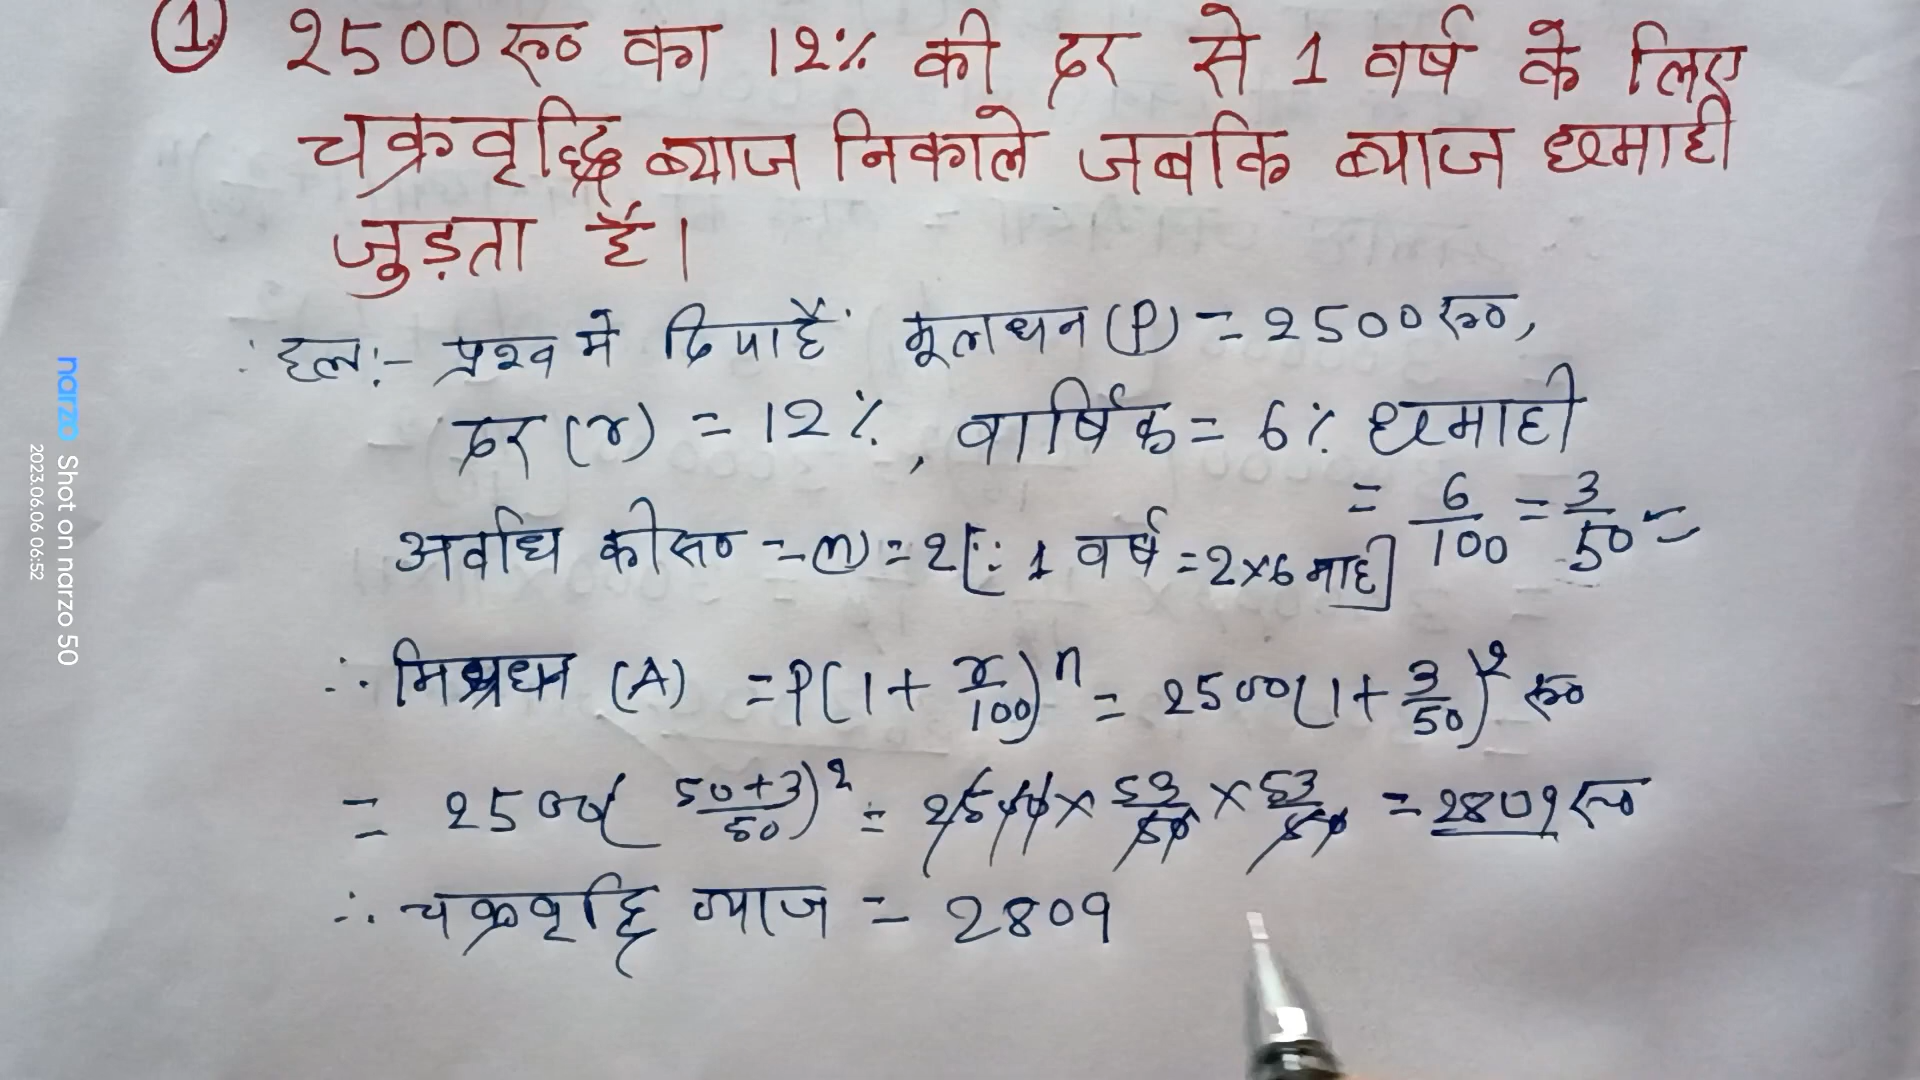 ① 2500 रू० का 12% की दर से 1 वर्ष के लिए
चक्रवृद्धि ब्याज निकाले जबकि ब्याज छमाही
जुड़ता हैं।
हल:- प्रश्न में दिया हैं मूलधन (P) = 2500 रू०,
दर (r) = 12%, वार्षिक = 6% छमाही
= 6/100 = 3/50
अवधि की स० = (n) = 2 [∵ 1 वर्ष = 2×6 माह]
∴ मिश्रधन (A) = P(1 + r/100)^n = 2500(1 + 3/50)^2 रू०
= 2500( 50+3/50 )^2 = 2500 × 53/50 × 53/50 = 2809 रू
∴ चक्रवृद्धि ब्याज = 2809
narzo Shot on narzo 50
2023.06.06 06:52